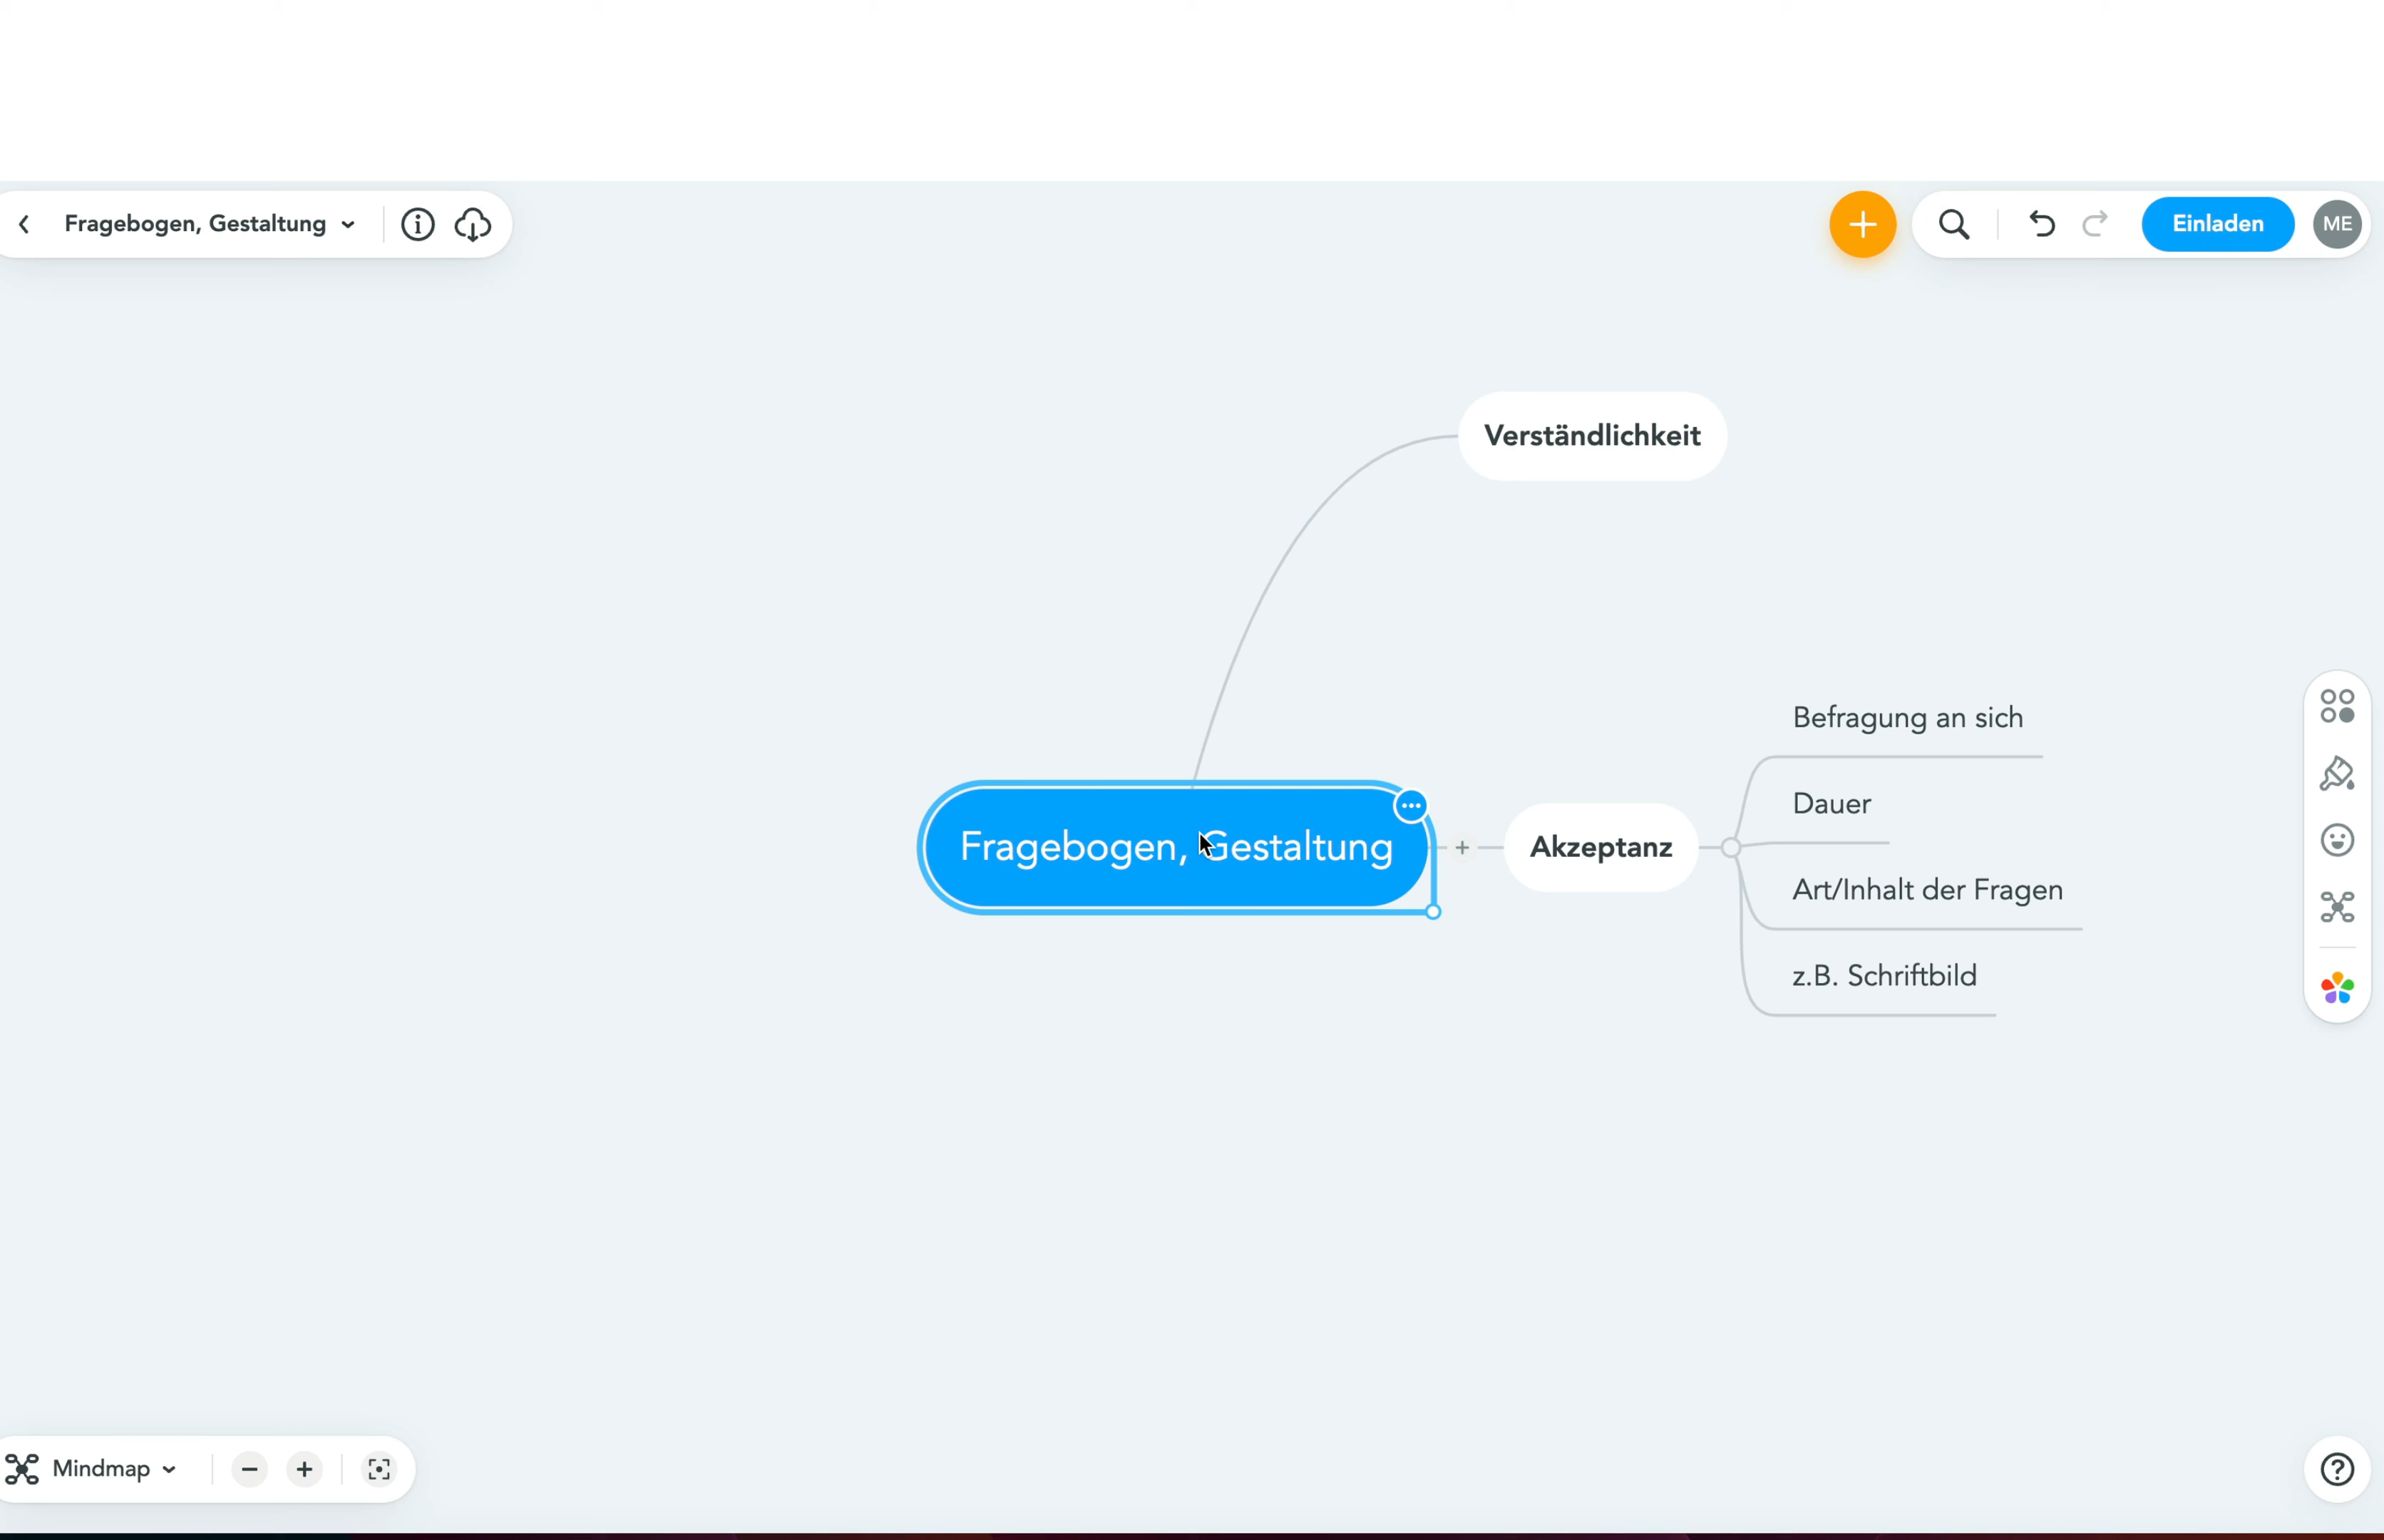 Fragebogen, Gestaltung
Einladen
ME
Verständlichkeit
Befragung an sich
Dauer
Fragebogen, Gestaltung
Akzeptanz
Art/Inhalt der Fragen
z.B. Schriftbild
Mindmap